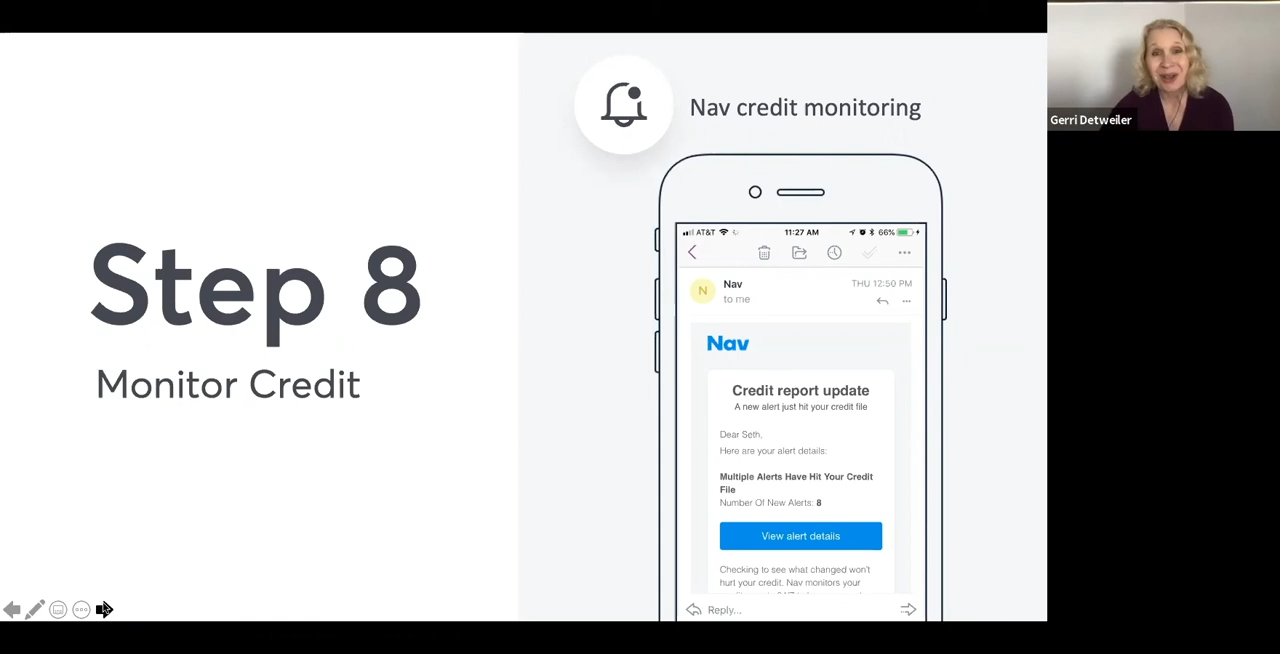 Nav credit monitoring
Gerri Detweiler
Step 8
Monitor Credit
AT&T
11:27 AM
66%
N
Nav
to me
THU 12:50 PM
Nav
Credit report update
A new alert just hit your credit file
Dear Seth,
Here are your alert details:
Multiple Alerts Have Hit Your Credit
File
Number Of New Alerts: 8
View alert details
Checking to see what changed won't
hurt your credit. Nav monitors your
Reply...